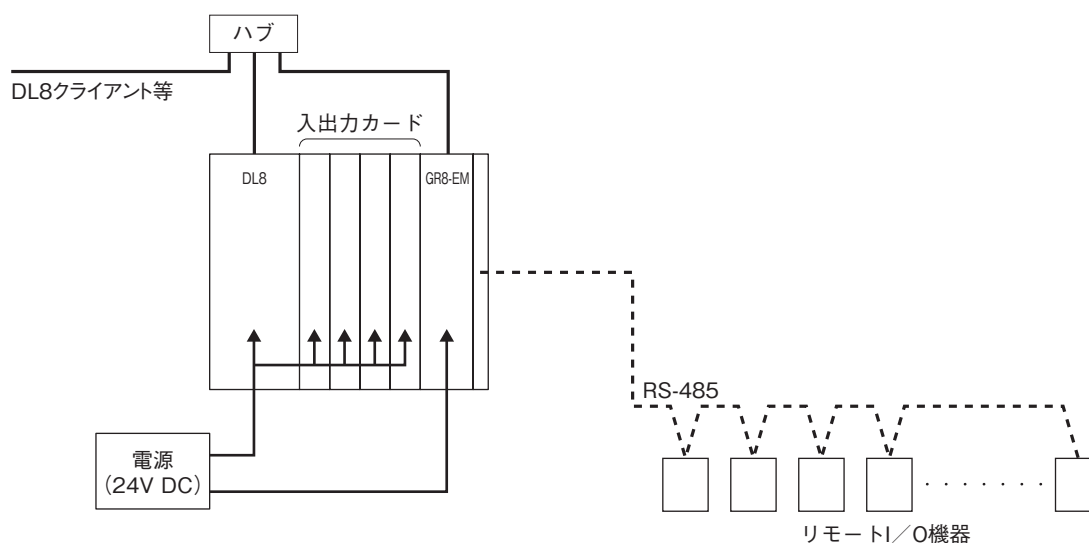 ハブ
DL8クライアント等
入出力カード
DL8
GR8-EM
RS-485
電源
(24V DC)
リモートI／O機器